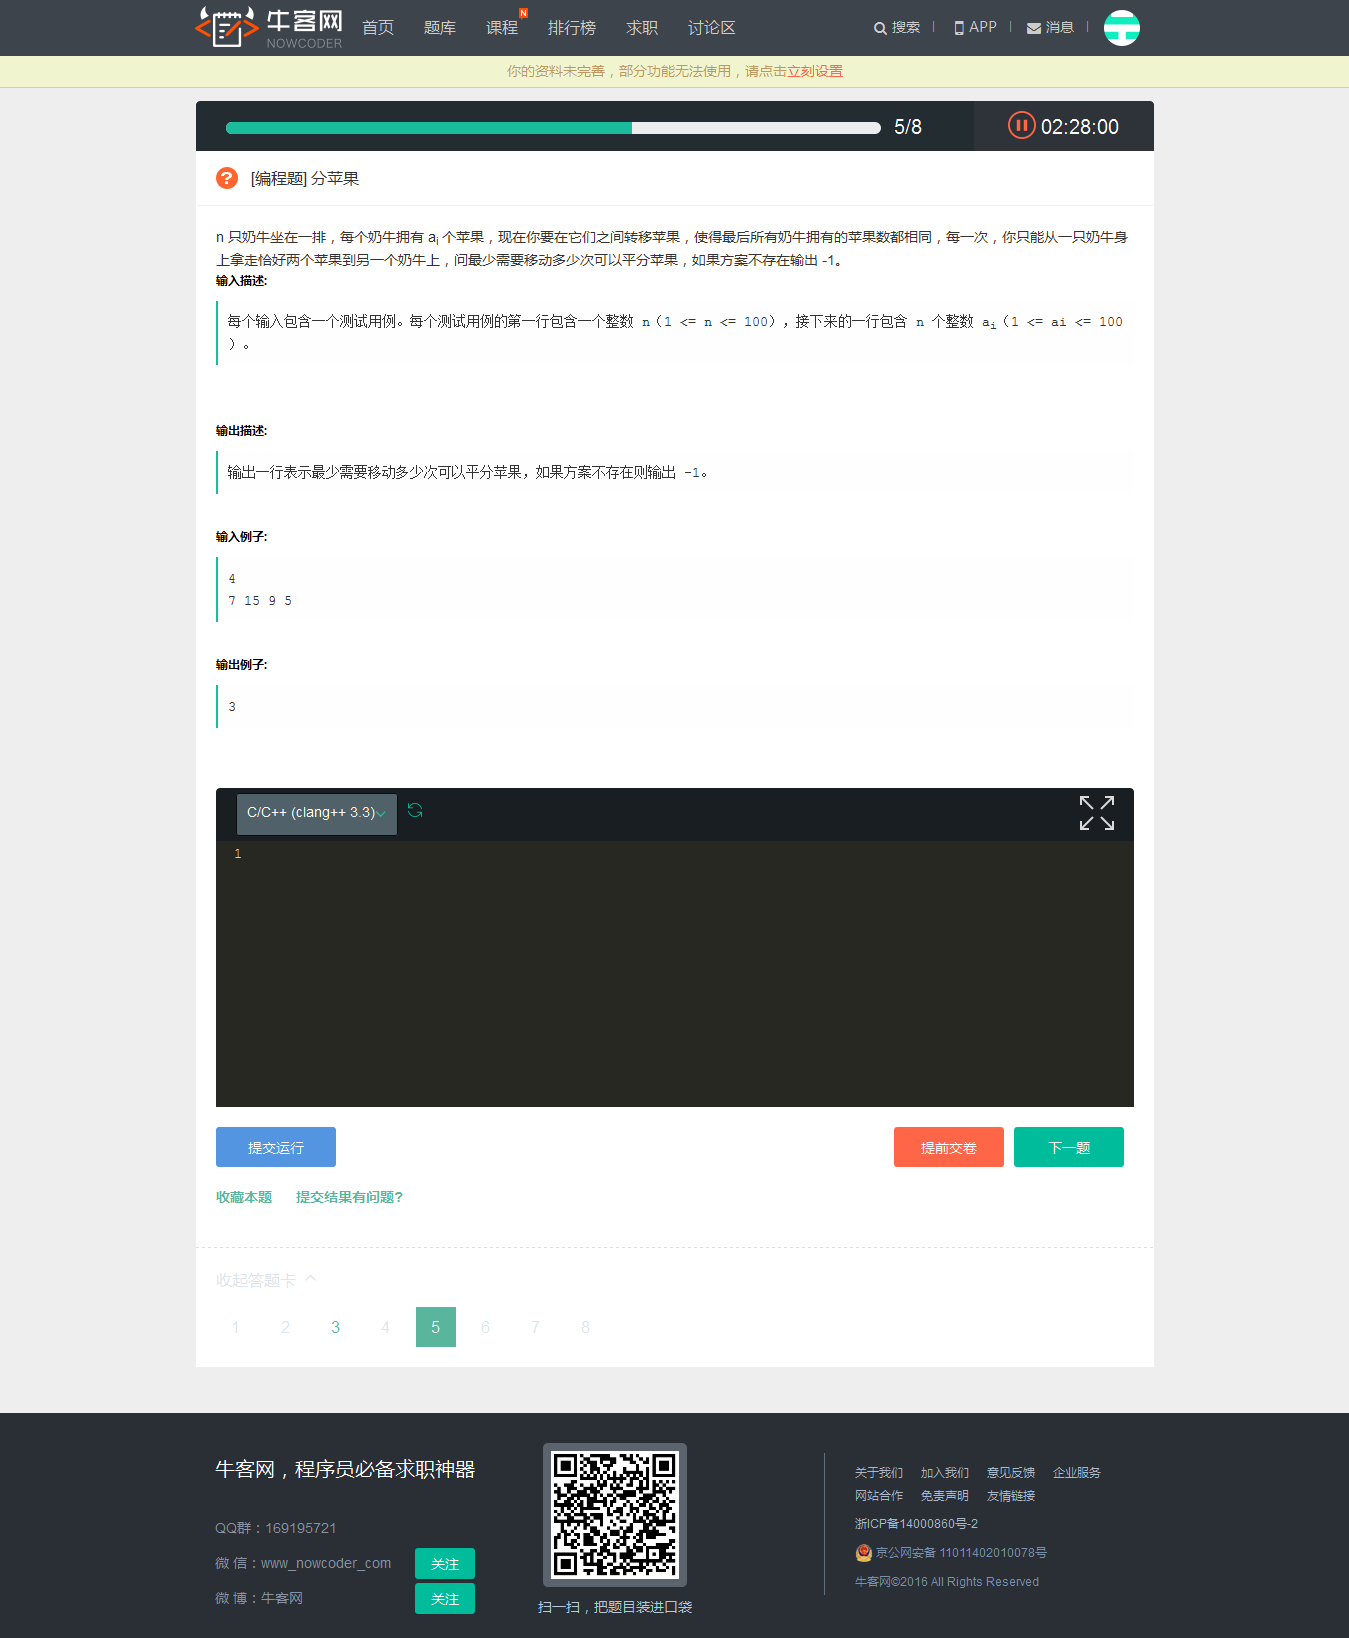 牛客网
NOWCODER
首页 题库 课程 N 排行榜 求职 讨论区 搜索 APP 消息
你的资料未完善，部分功能无法使用，请点击立刻设置
5/8 02:28:00
[编程题] 分苹果
n 只奶牛坐在一排，每个奶牛拥有 ai 个苹果，现在你要在它们之间转移苹果，使得最后所有奶牛拥有的苹果数都相同，每一次，你只能从一只奶牛身
上拿走恰好两个苹果到另一个奶牛上，问最少需要移动多少次可以平分苹果，如果方案不存在输出 -1。
输入描述:
每个输入包含一个测试用例。每个测试用例的第一行包含一个整数 n（1 <= n <= 100），接下来的一行包含 n 个整数 ai（1 <= ai <= 100
）。
输出描述:
输出一行表示最少需要移动多少次可以平分苹果，如果方案不存在则输出 -1。
输入例子:
4
7 15 9 5
输出例子:
3
C/C++ (clang++ 3.3)
1
提交运行 提前交卷 下一题
收藏本题 提交结果有问题?
收起答题卡
1 2 3 4 5 6 7 8
牛客网，程序员必备求职神器
QQ群：169195721
微 信：www_nowcoder_com 关注
微 博：牛客网 关注
扫一扫，把题目装进口袋
关于我们 加入我们 意见反馈 企业服务
网站合作 免责声明 友情链接
浙ICP备14000860号-2
京公网安备 11011402010078号
牛客网©2016 All Rights Reserved